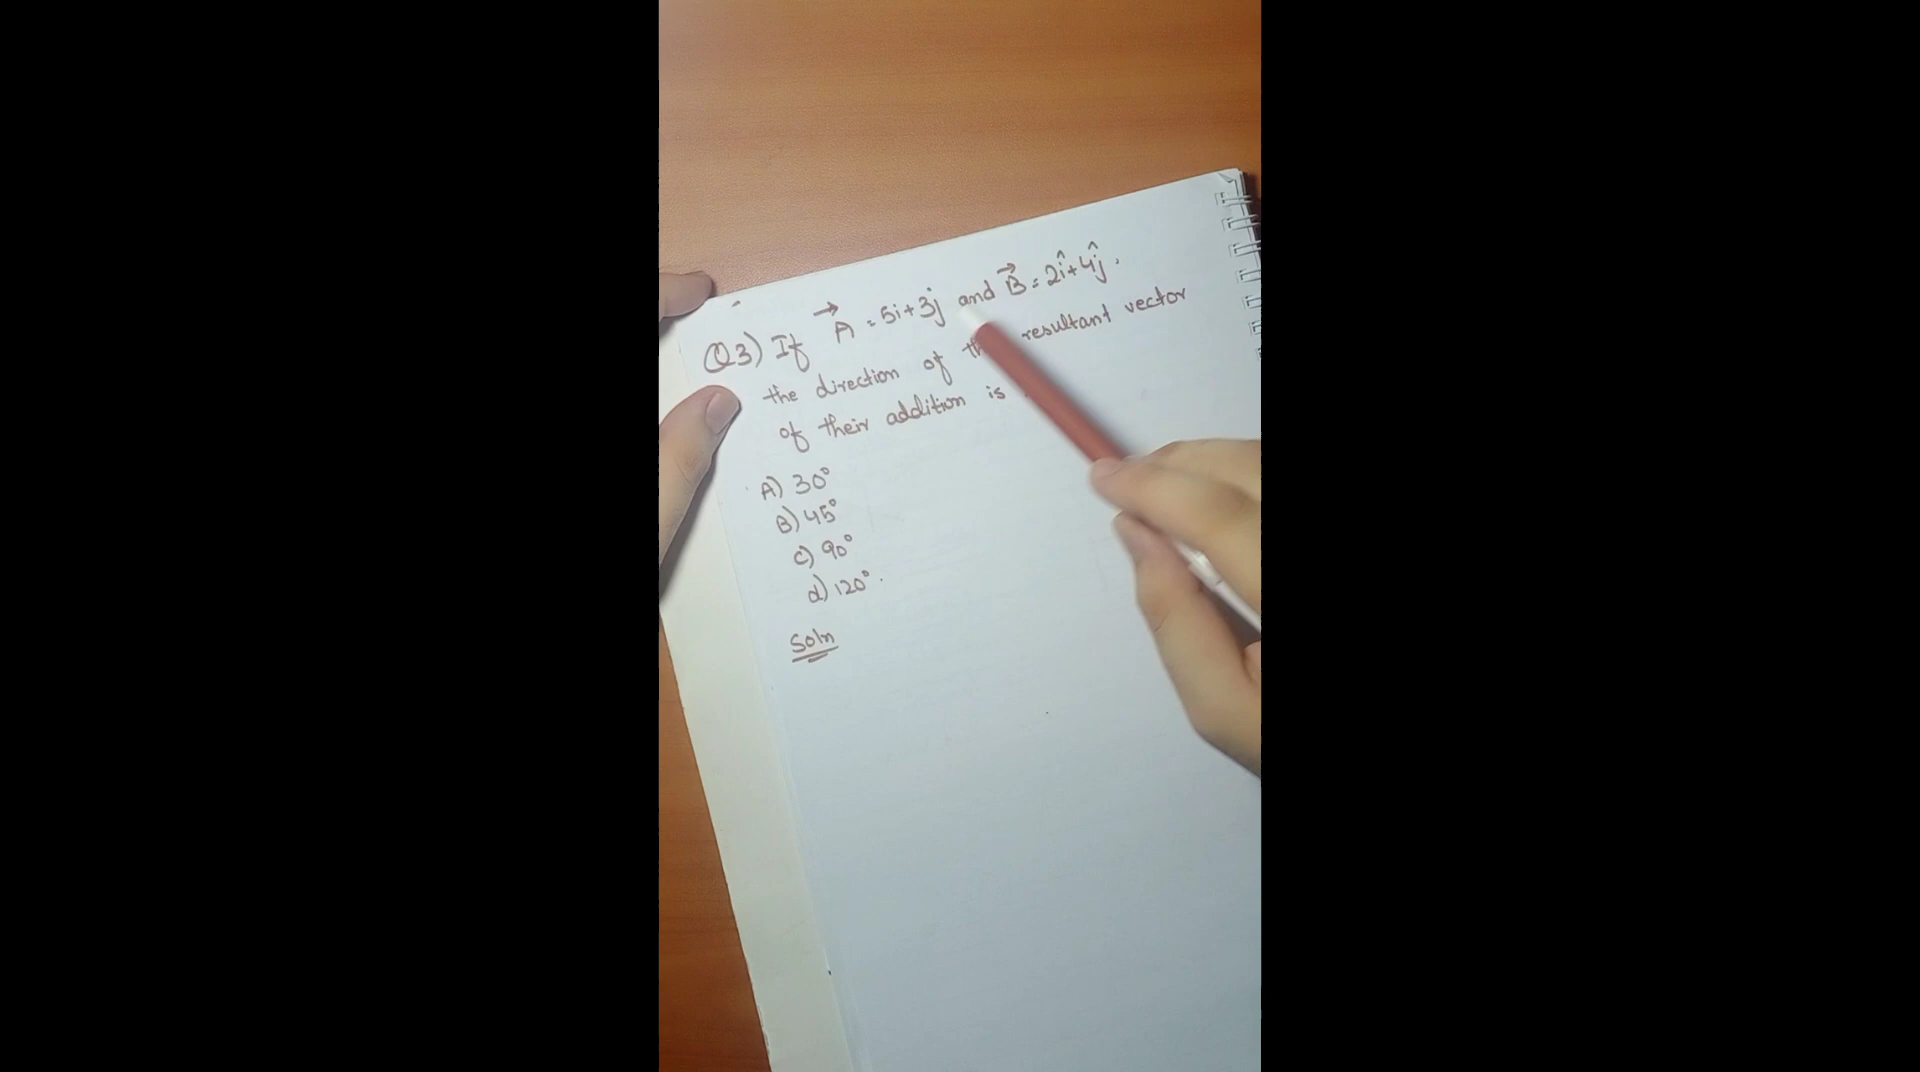 Q3) If A⃗ = 5i+3j and B⃗ = 2î+4ĵ.
the direction of the resultant vector
of their addition is
A) 30°
B) 45°
C) 90°
d) 120°.
Soln